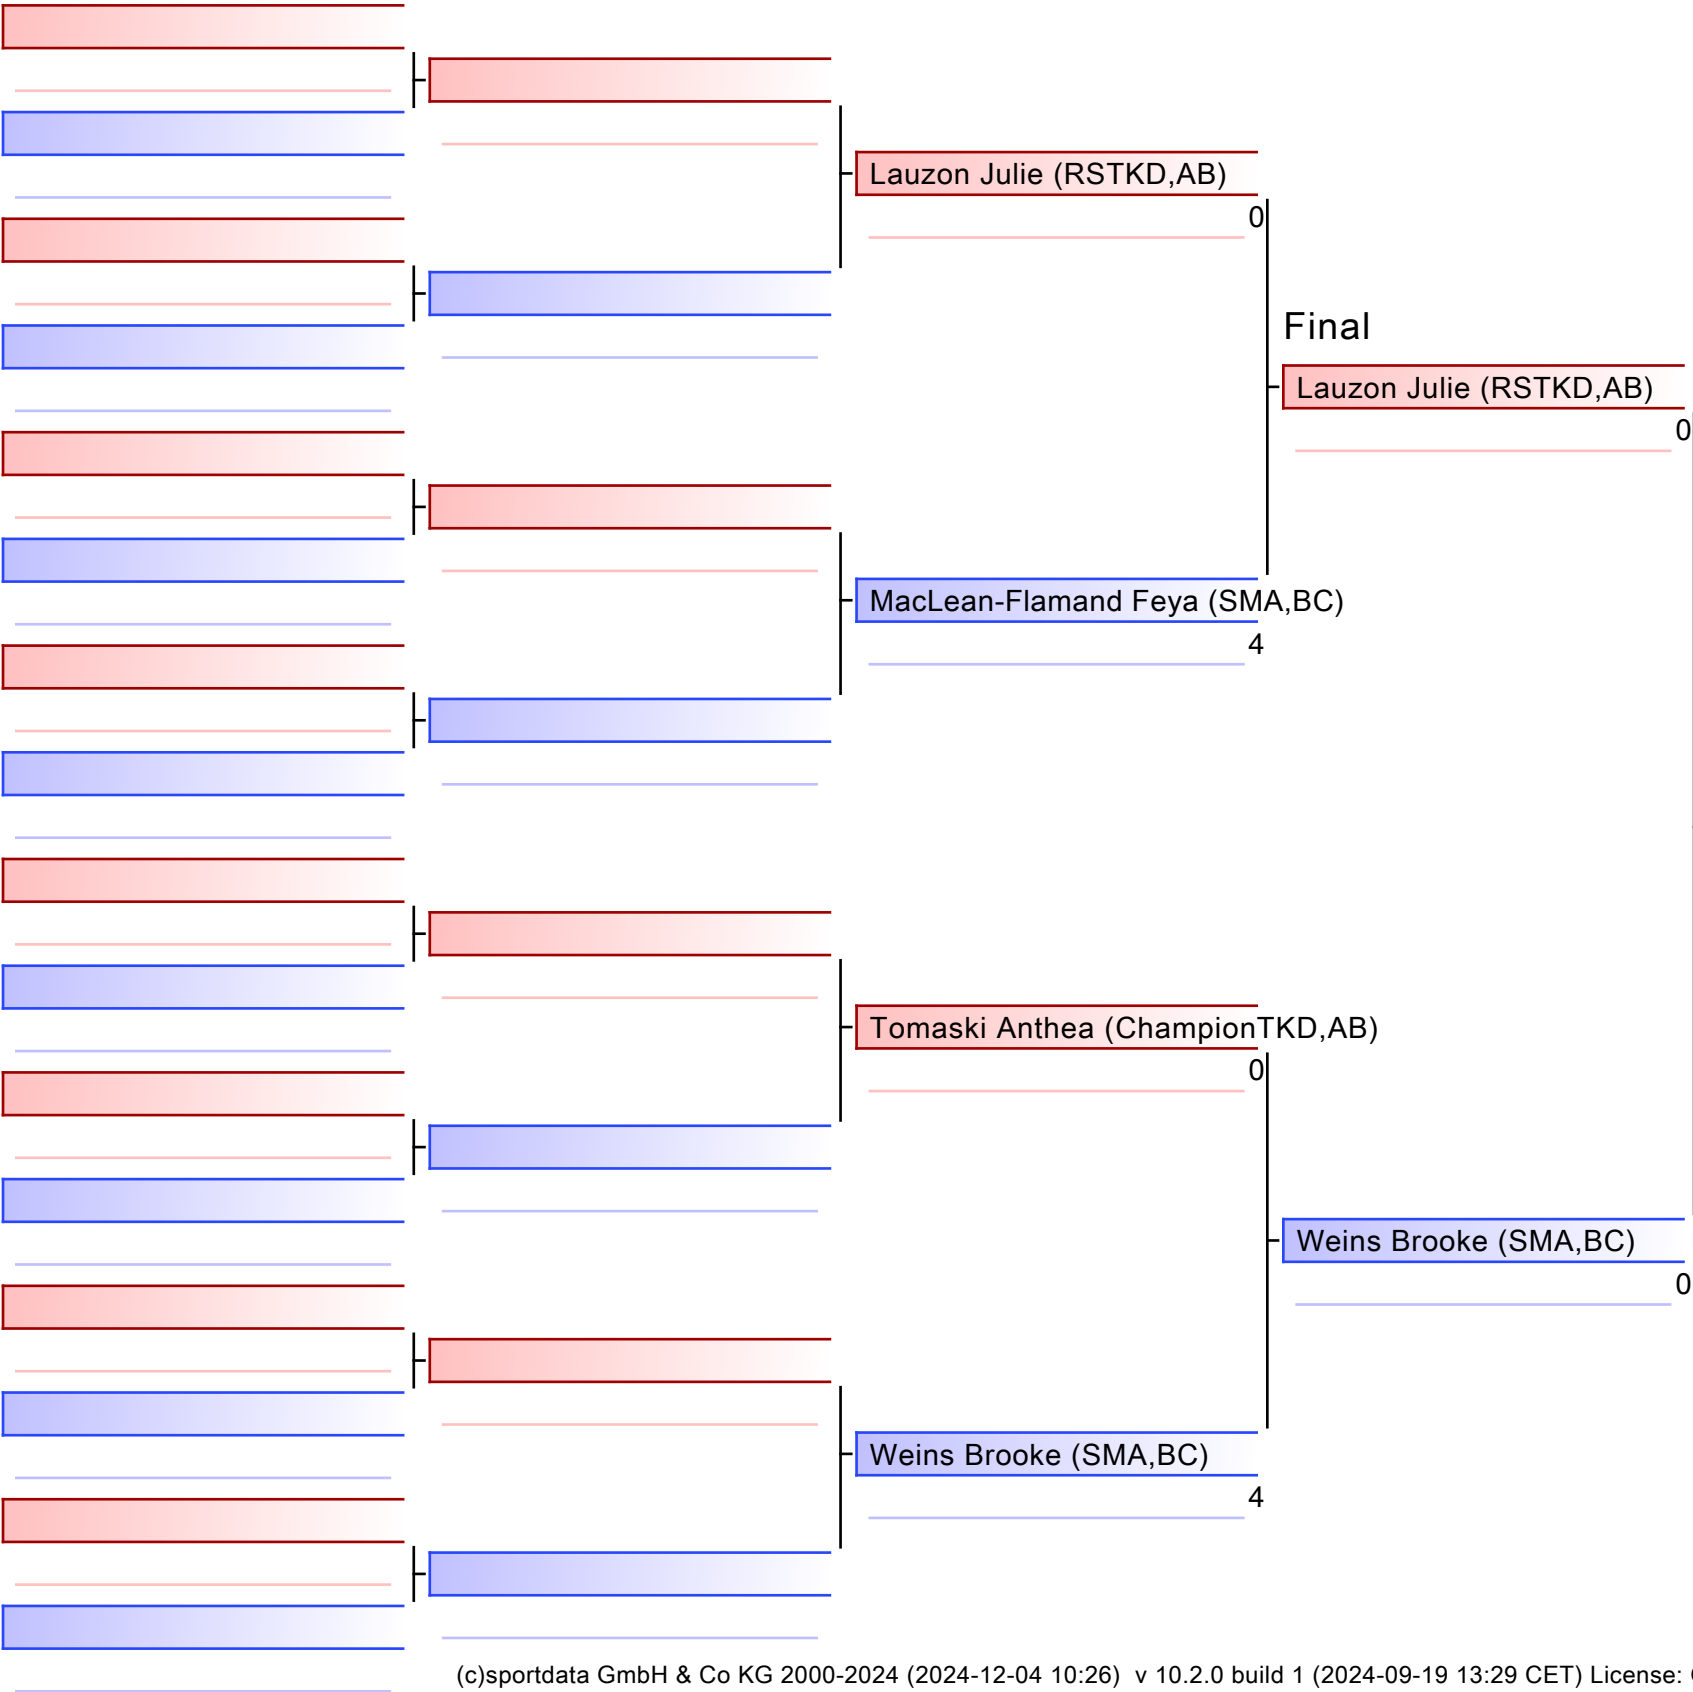 Lauzon Julie (RSTKD,AB)
0
Final
Lauzon Julie (RSTKD,AB)
0
MacLean-Flamand Feya (SMA,BC)
4
Tomaski Anthea (ChampionTKD,AB)
0
Weins Brooke (SMA,BC)
0
Weins Brooke (SMA,BC)
4
(c)sportdata GmbH & Co KG 2000-2024 (2024-12-04 10:26)  v 10.2.0 build 1 (2024-09-19 13:29 CET) License: